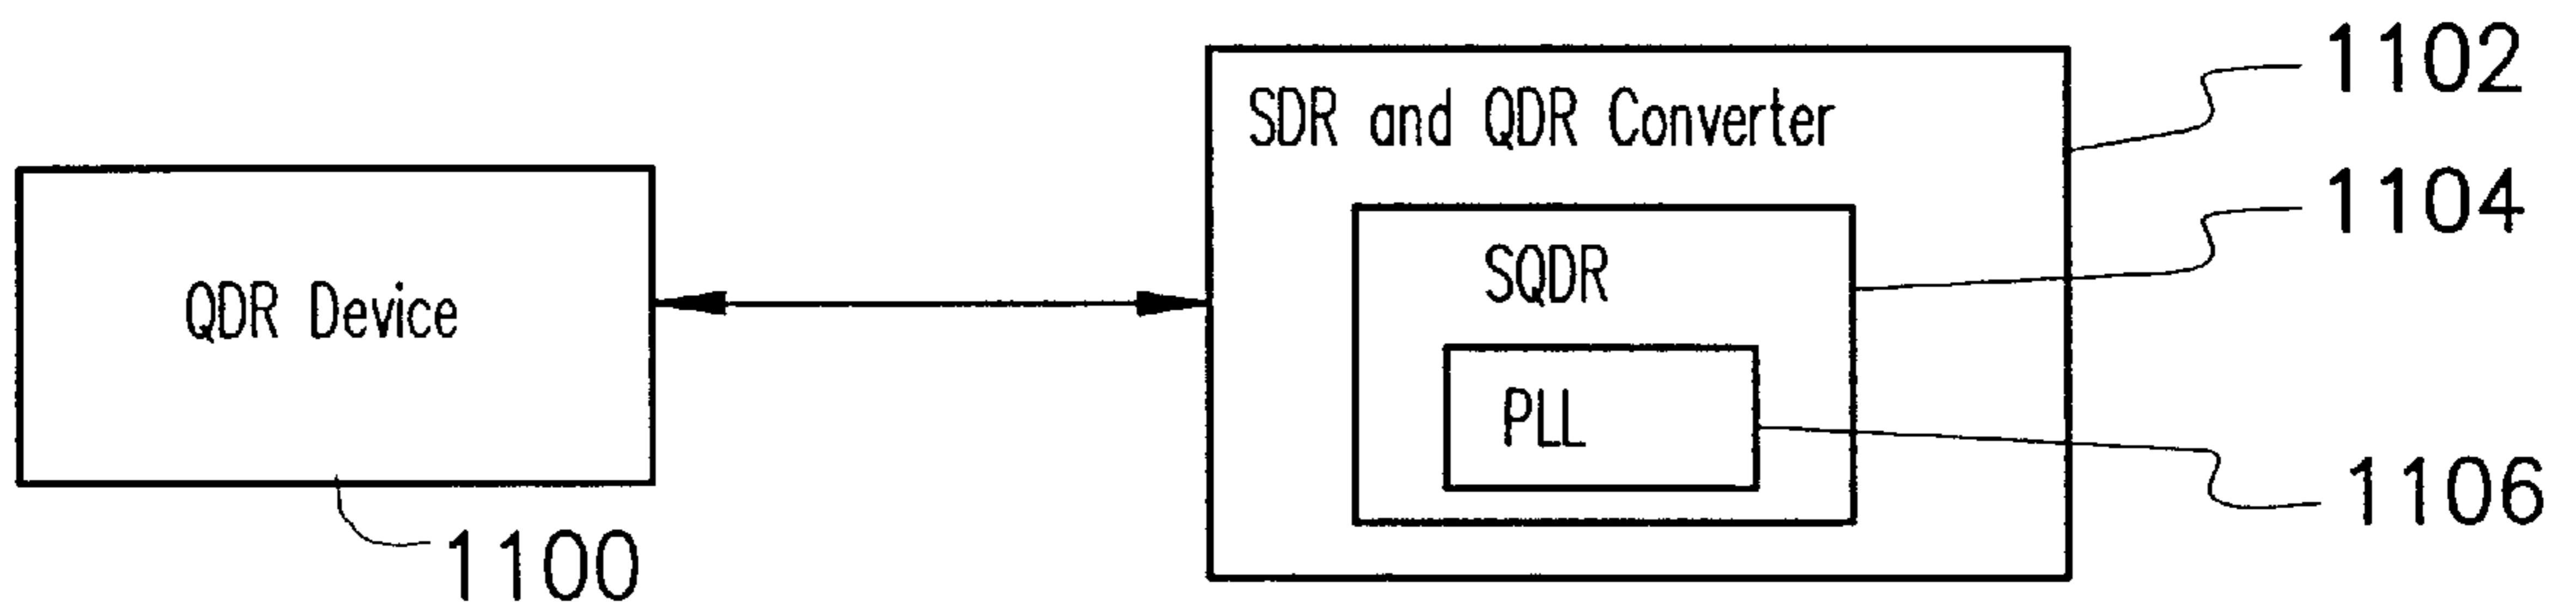 1102
SDR and QDR Converter
1104
SQDR
QDR Device
PLL
1106
1100